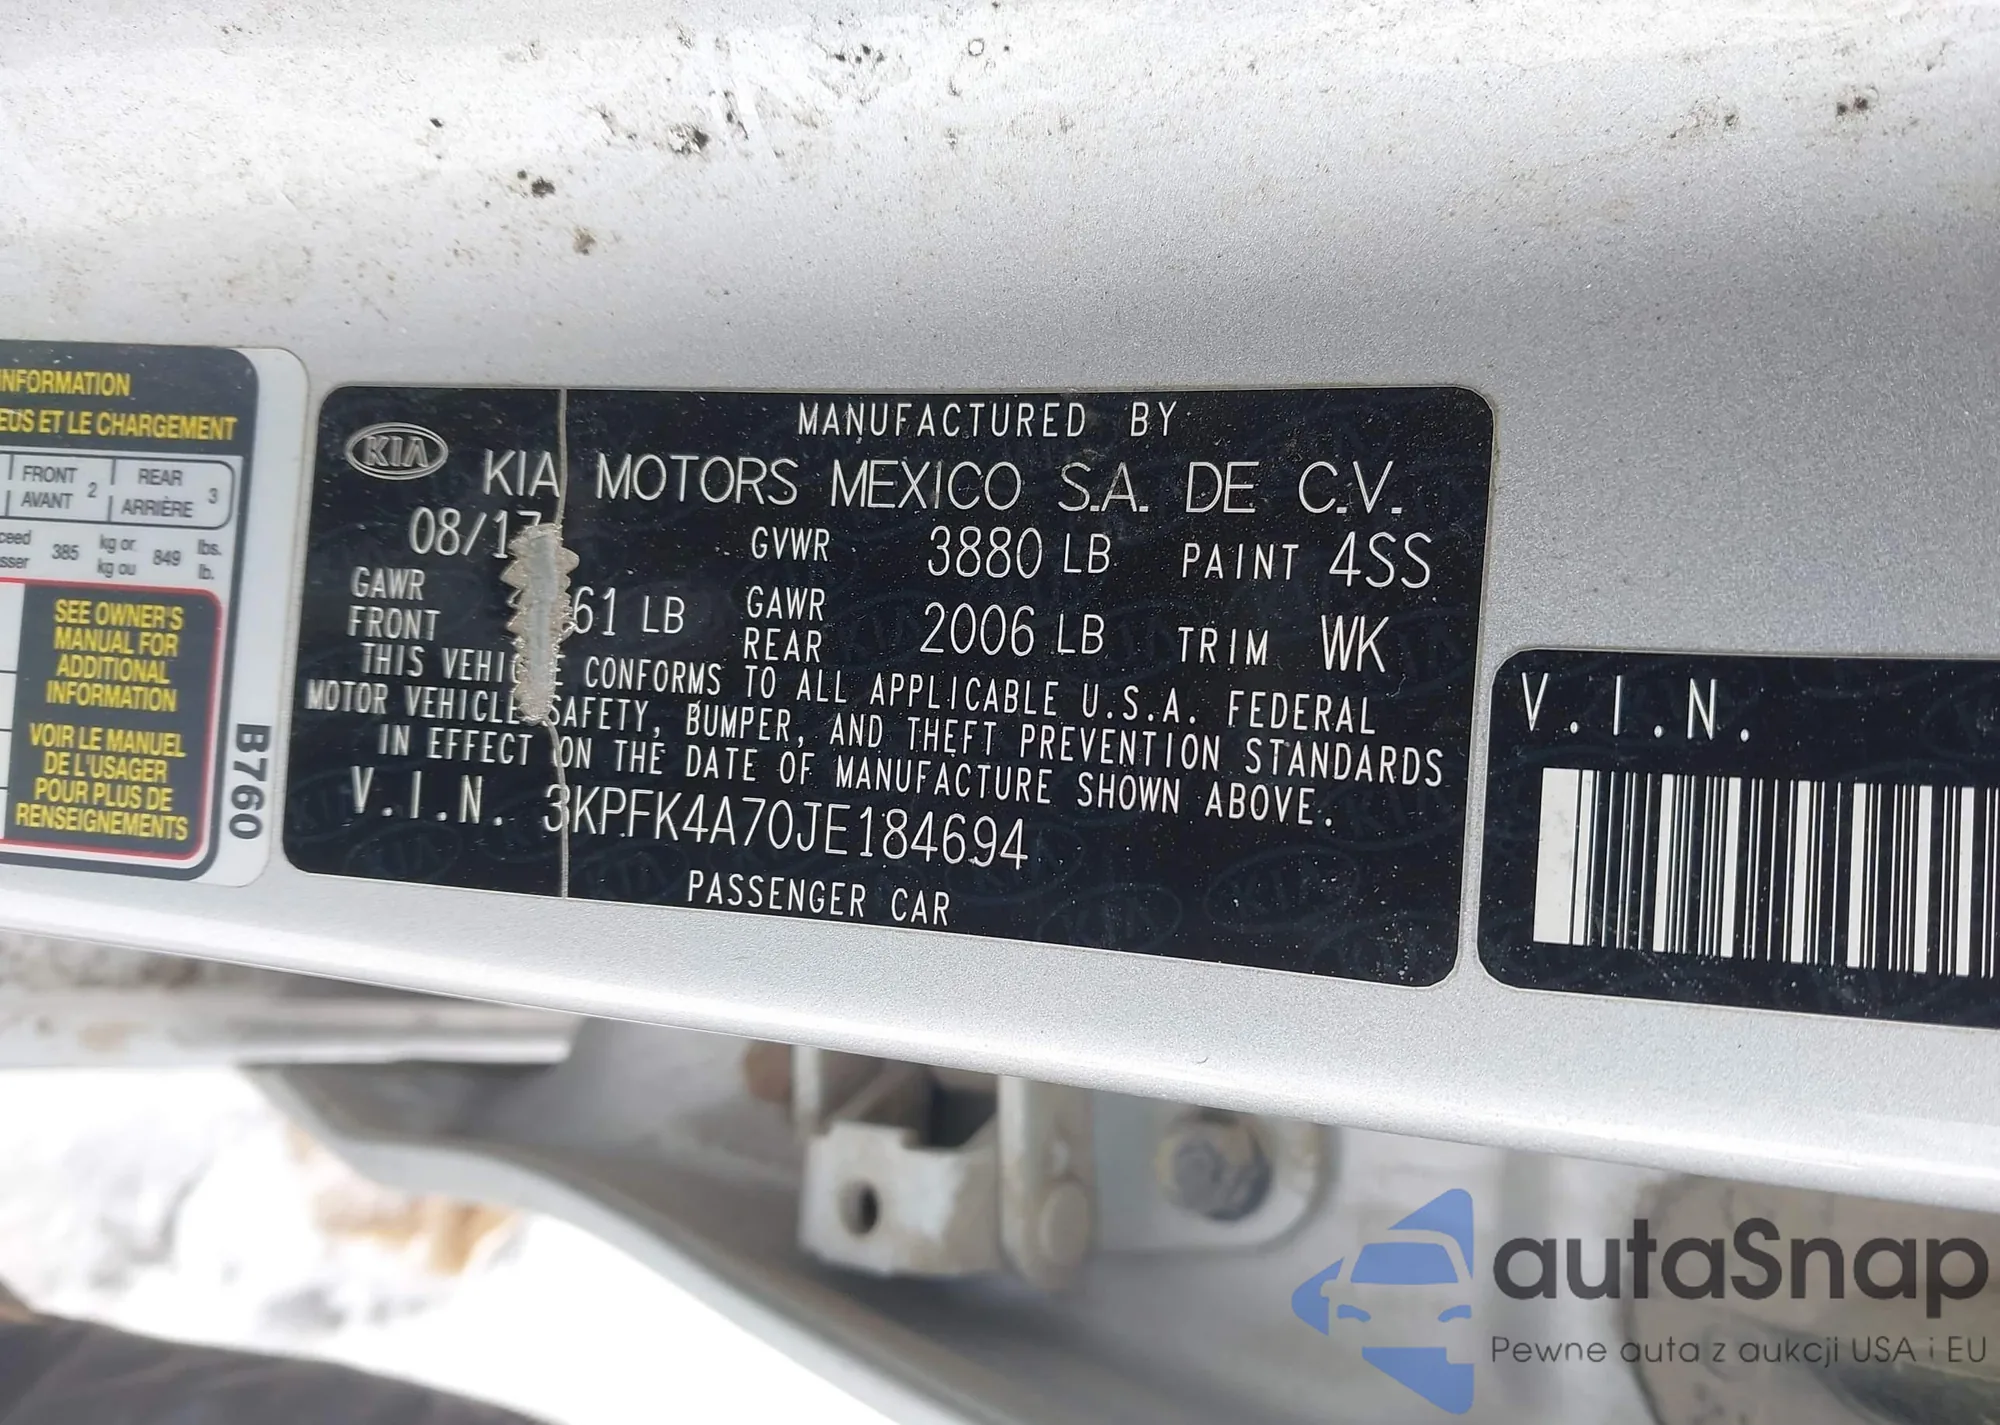 INFORMATION
EUS ET LE CHARGEMENT
FRONT AVANT 2 REAR ARRIÈRE 3
385 kg or kg ou 849 lbs. lb.
SEE OWNER'S
MANUAL FOR
ADDITIONAL
INFORMATION
VOIR LE MANUEL
DE L'USAGER
POUR PLUS DE
RENSEIGNEMENTS
B760
MANUFACTURED BY
KIA
KIA MOTORS MEXICO S.A. DE C.V.
08/17 GVWR 3880 LB PAINT 4SS
GAWR FRONT 61 LB GAWR REAR 2006 LB TRIM WK
THIS VEHICLE CONFORMS TO ALL APPLICABLE U.S.A. FEDERAL
MOTOR VEHICLE SAFETY, BUMPER, AND THEFT PREVENTION STANDARDS
IN EFFECT ON THE DATE OF MANUFACTURE SHOWN ABOVE.
V.I.N. 3KPFK4A70JE184694
PASSENGER CAR
V.I.N.
autaSnap
Pewne auta z aukcji USA i EU